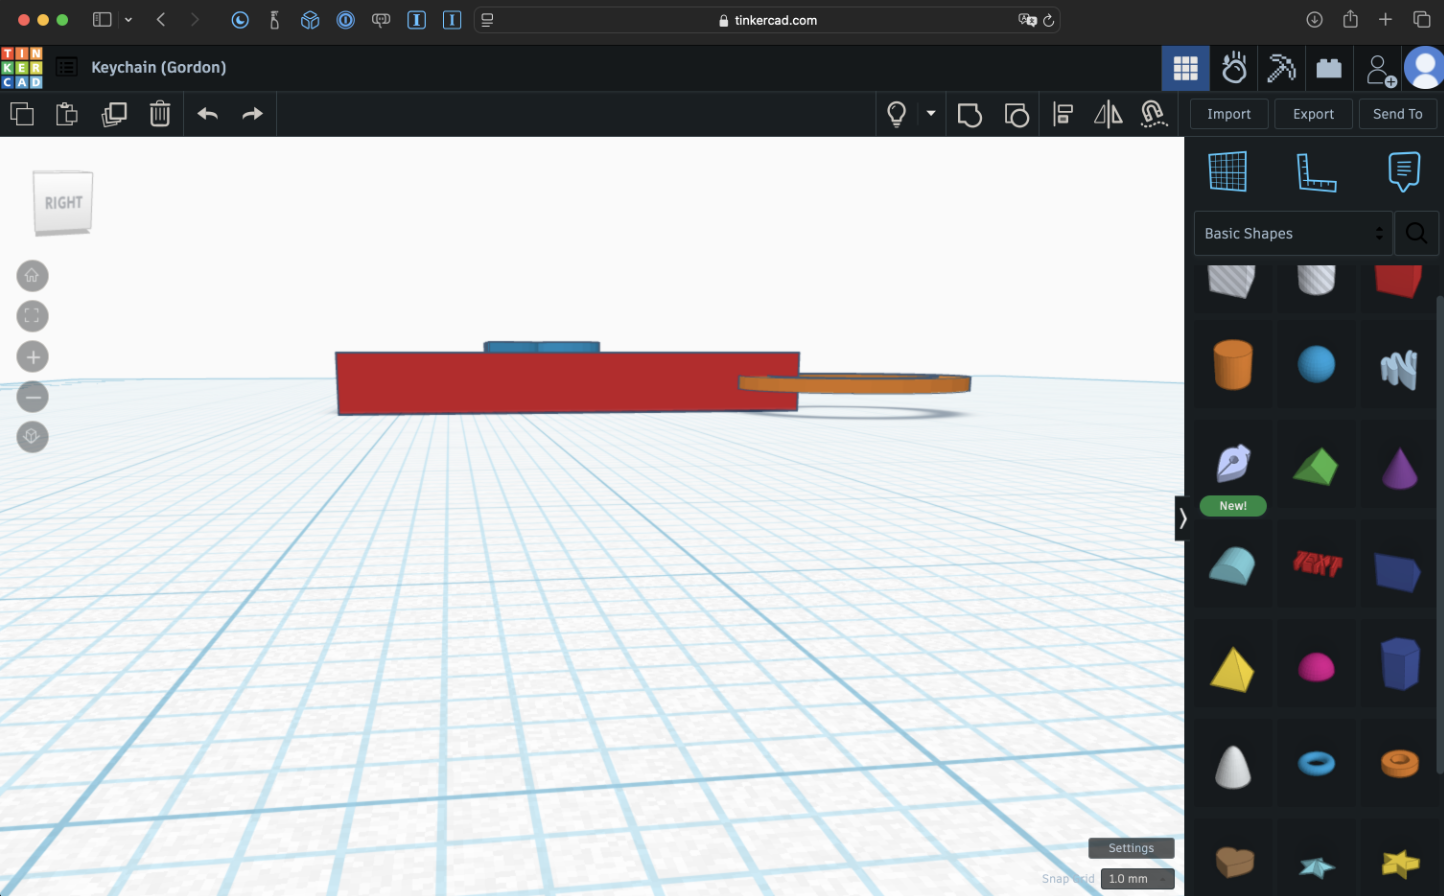 tinkercad.com
TIN
KER
CAD
Keychain (Gordon)
Import
Export
Send To
RIGHT
Basic Shapes
New!
TEXT
Settings
Snap Grid
1.0 mm